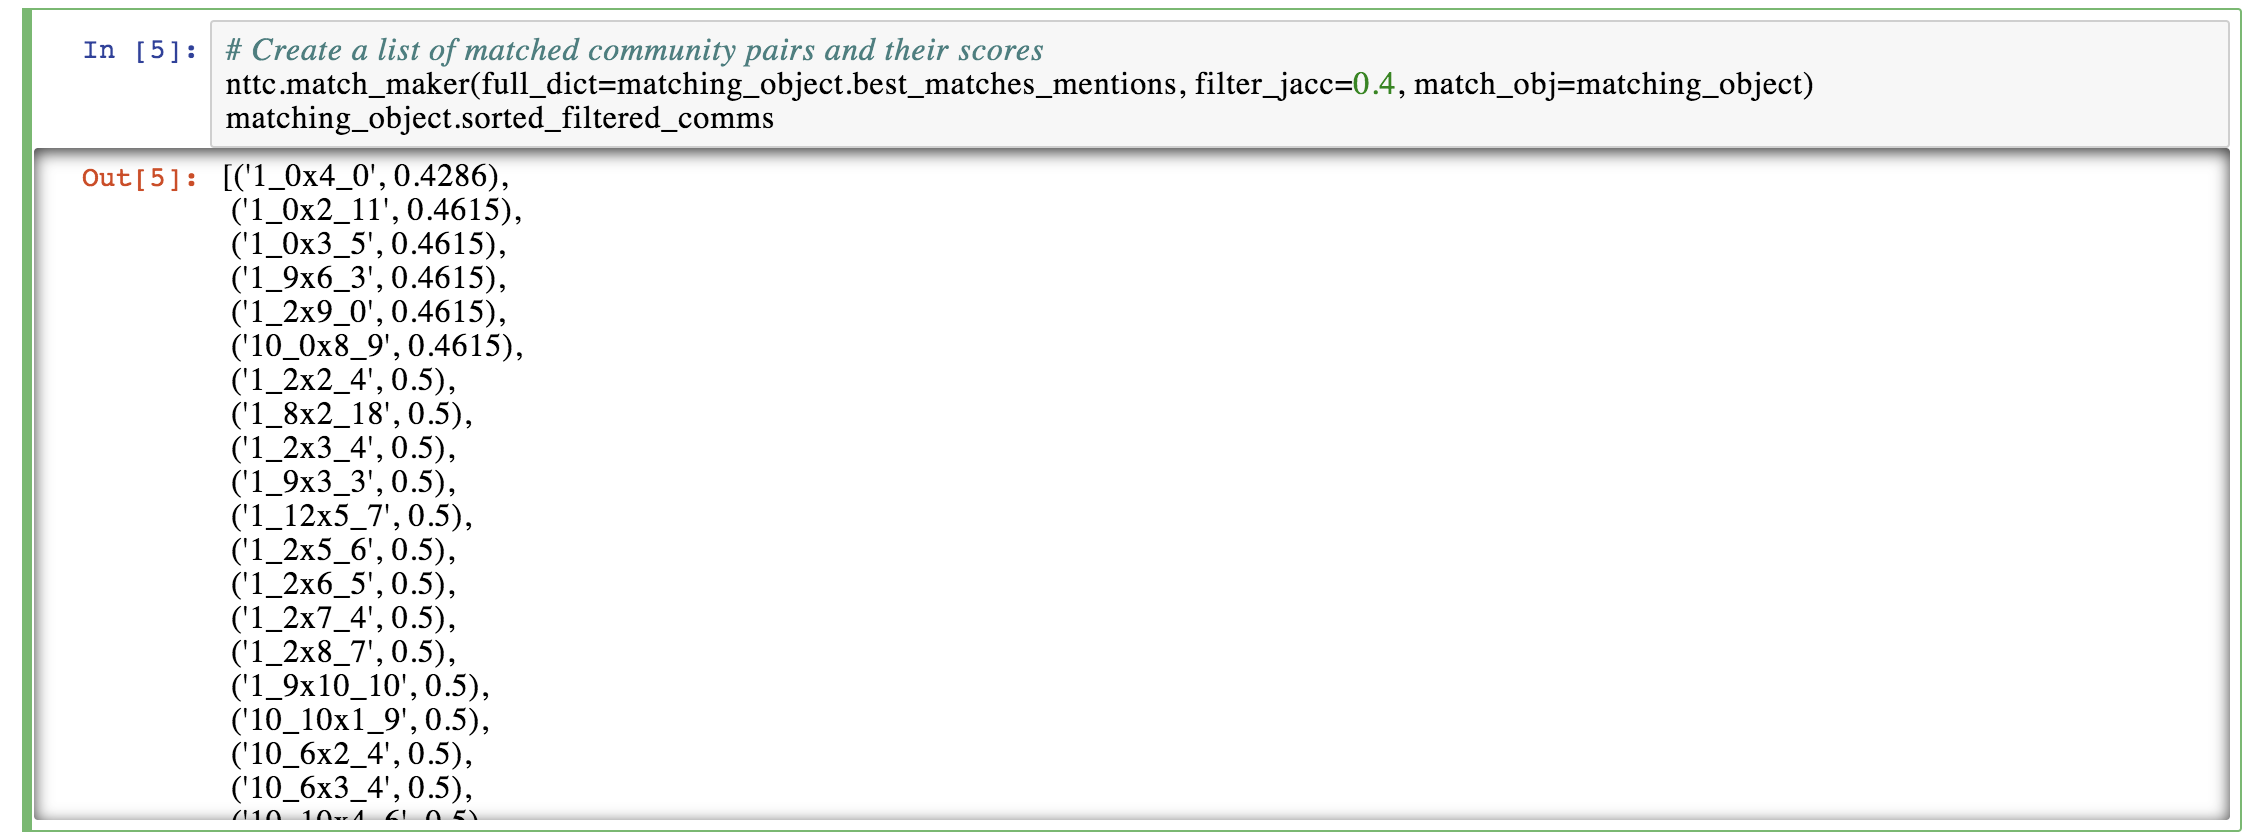 In [5]: # Create a list of matched community pairs and their scores
nttc.match_maker(full_dict=matching_object.best_matches_mentions, filter_jacc=0.4, match_obj=matching_object)
matching_object.sorted_filtered_comms
Out[5]: [('1_0x4_0', 0.4286),
('1_0x2_11', 0.4615),
('1_0x3_5', 0.4615),
('1_9x6_3', 0.4615),
('1_2x9_0', 0.4615),
('10_0x8_9', 0.4615),
('1_2x2_4', 0.5),
('1_8x2_18', 0.5),
('1_2x3_4', 0.5),
('1_9x3_3', 0.5),
('1_12x5_7', 0.5),
('1_2x5_6', 0.5),
('1_2x6_5', 0.5),
('1_2x7_4', 0.5),
('1_2x8_7', 0.5),
('1_9x10_10', 0.5),
('10_10x1_9', 0.5),
('10_6x2_4', 0.5),
('10_6x3_4', 0.5),